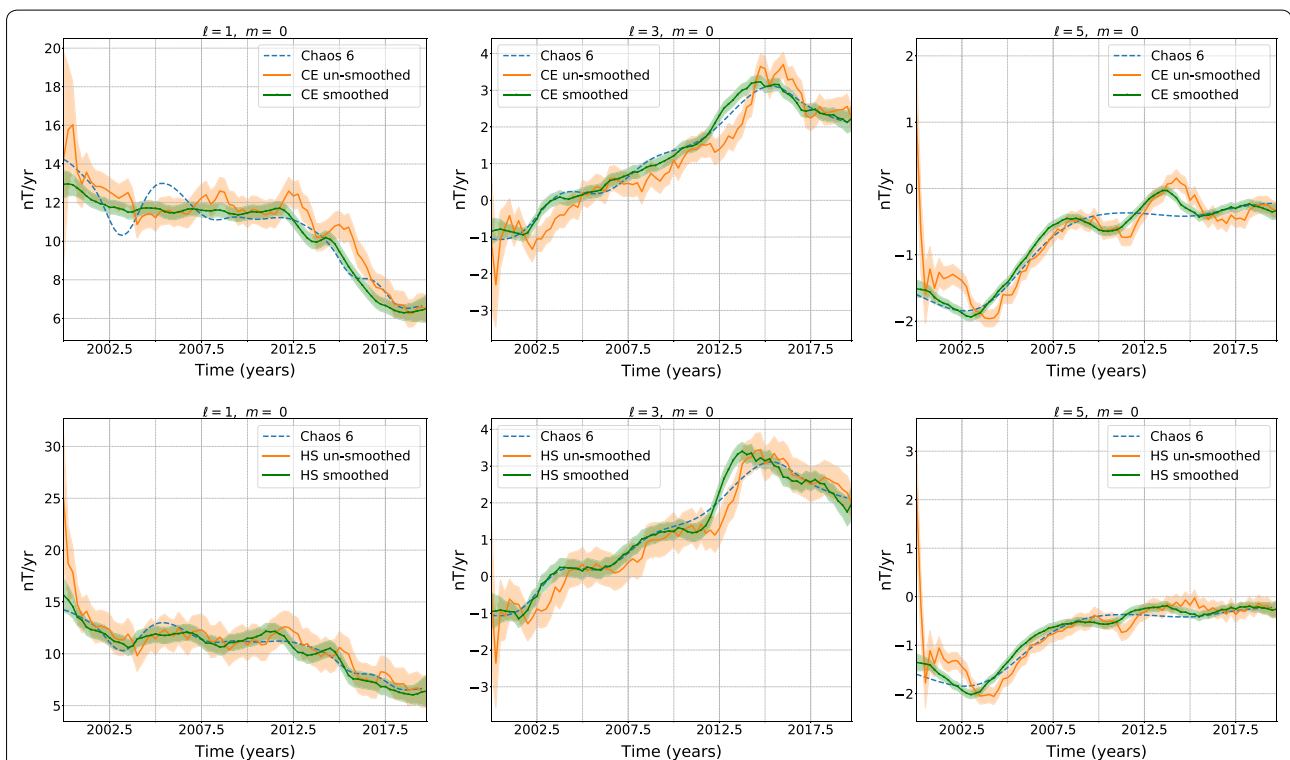 ℓ = 1, m = 0
20
18
16
14
12
10
8
6
nT/yr
Chaos 6
CE un-smoothed
CE smoothed
2002.5 2007.5 2012.5 2017.5
Time (years)
ℓ = 3, m = 0
4
3
2
1
0
−1
−2
−3
nT/yr
Chaos 6
CE un-smoothed
CE smoothed
2002.5 2007.5 2012.5 2017.5
Time (years)
ℓ = 5, m = 0
2
1
0
−1
−2
nT/yr
Chaos 6
CE un-smoothed
CE smoothed
2002.5 2007.5 2012.5 2017.5
Time (years)
ℓ = 1, m = 0
30
25
20
15
10
5
nT/yr
Chaos 6
HS un-smoothed
HS smoothed
2002.5 2007.5 2012.5 2017.5
Time (years)
ℓ = 3, m = 0
4
3
2
1
0
−1
−2
−3
nT/yr
Chaos 6
HS un-smoothed
HS smoothed
2002.5 2007.5 2012.5 2017.5
Time (years)
ℓ = 5, m = 0
3
2
1
0
−1
−2
nT/yr
Chaos 6
HS un-smoothed
HS smoothed
2002.5 2007.5 2012.5 2017.5
Time (years)